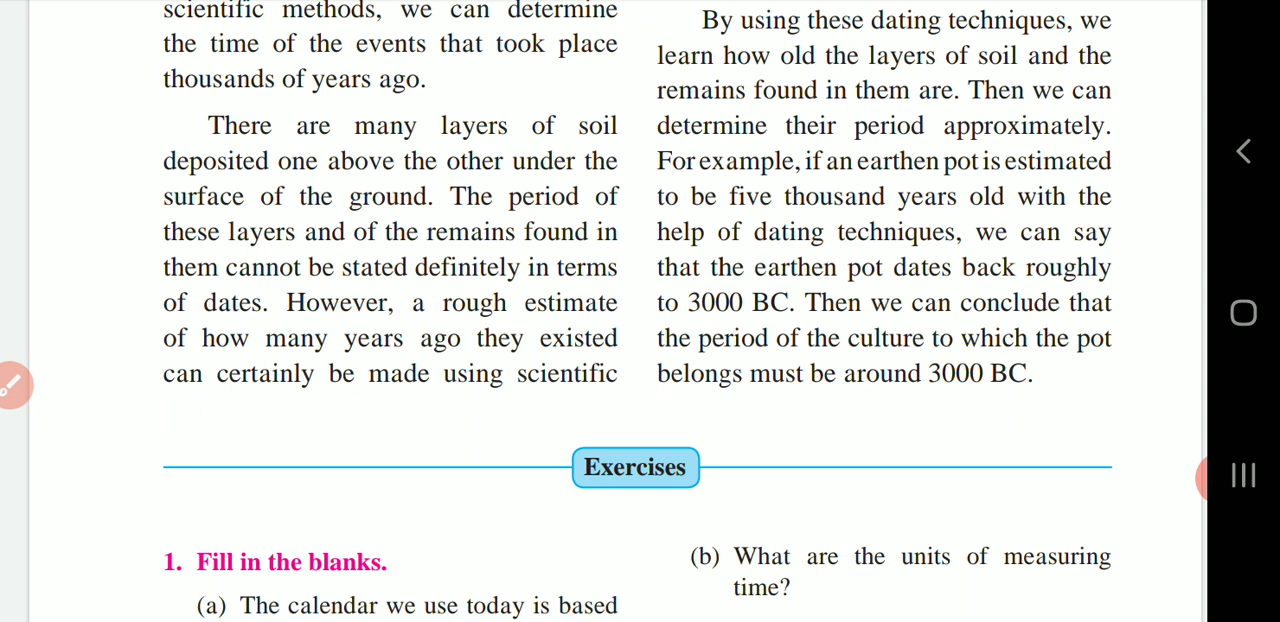 scientific methods, we can determine
the time of the events that took place
thousands of years ago.
There are many layers of soil
deposited one above the other under the
surface of the ground. The period of
these layers and of the remains found in
them cannot be stated definitely in terms
of dates. However, a rough estimate
of how many years ago they existed
can certainly be made using scientific
By using these dating techniques, we
learn how old the layers of soil and the
remains found in them are. Then we can
determine their period approximately.
For example, if an earthen pot is estimated
to be five thousand years old with the
help of dating techniques, we can say
that the earthen pot dates back roughly
to 3000 BC. Then we can conclude that
the period of the culture to which the pot
belongs must be around 3000 BC.
Exercises
1. Fill in the blanks.
(a) The calendar we use today is based
(b) What are the units of measuring
time?